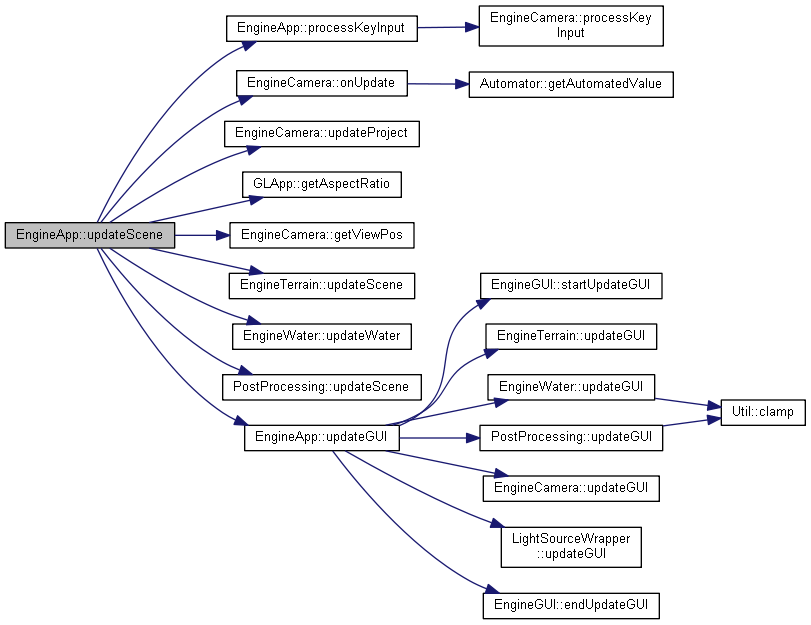 EngineApp::processKeyInput
EngineCamera::processKey
Input
EngineCamera::onUpdate
Automator::getAutomatedValue
EngineCamera::updateProject
GLApp::getAspectRatio
EngineApp::updateScene
EngineCamera::getViewPos
EngineTerrain::updateScene
EngineGUI::startUpdateGUI
EngineWater::updateWater
EngineTerrain::updateGUI
PostProcessing::updateScene
EngineWater::updateGUI
Util::clamp
EngineApp::updateGUI
PostProcessing::updateGUI
EngineCamera::updateGUI
LightSourceWrapper
::updateGUI
EngineGUI::endUpdateGUI